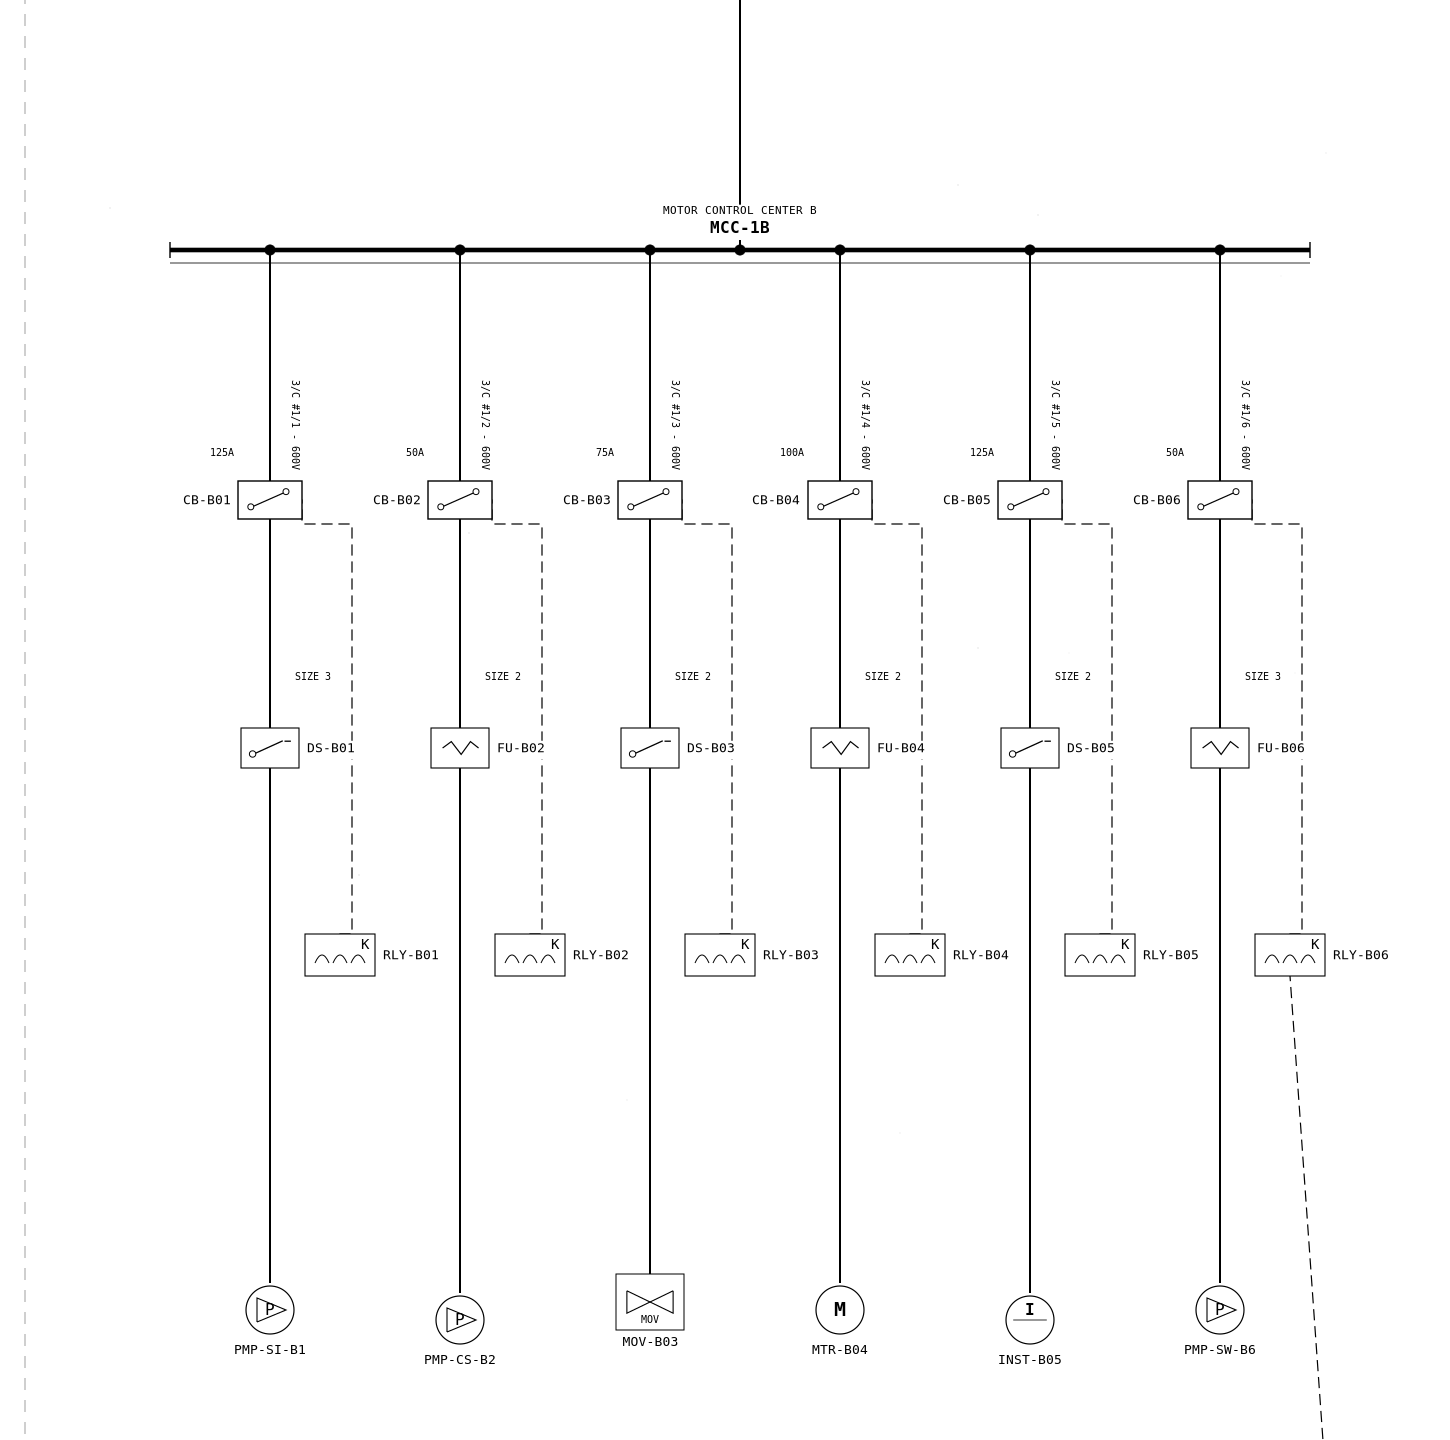 MOTOR CONTROL CENTER B
MCC-1B
3/C #1/1 - 600V
3/C #1/2 - 600V
3/C #1/3 - 600V
3/C #1/4 - 600V
3/C #1/5 - 600V
3/C #1/6 - 600V
125A
50A
75A
100A
125A
50A
CB-B01
CB-B02
CB-B03
CB-B04
CB-B05
CB-B06
SIZE 3
SIZE 2
SIZE 2
SIZE 2
SIZE 2
SIZE 3
DS-B01
FU-B02
DS-B03
FU-B04
DS-B05
FU-B06
K
RLY-B01
K
RLY-B02
K
RLY-B03
K
RLY-B04
K
RLY-B05
K
RLY-B06
P
PMP-SI-B1
P
PMP-CS-B2
MOV
MOV-B03
M
MTR-B04
I
INST-B05
P
PMP-SW-B6